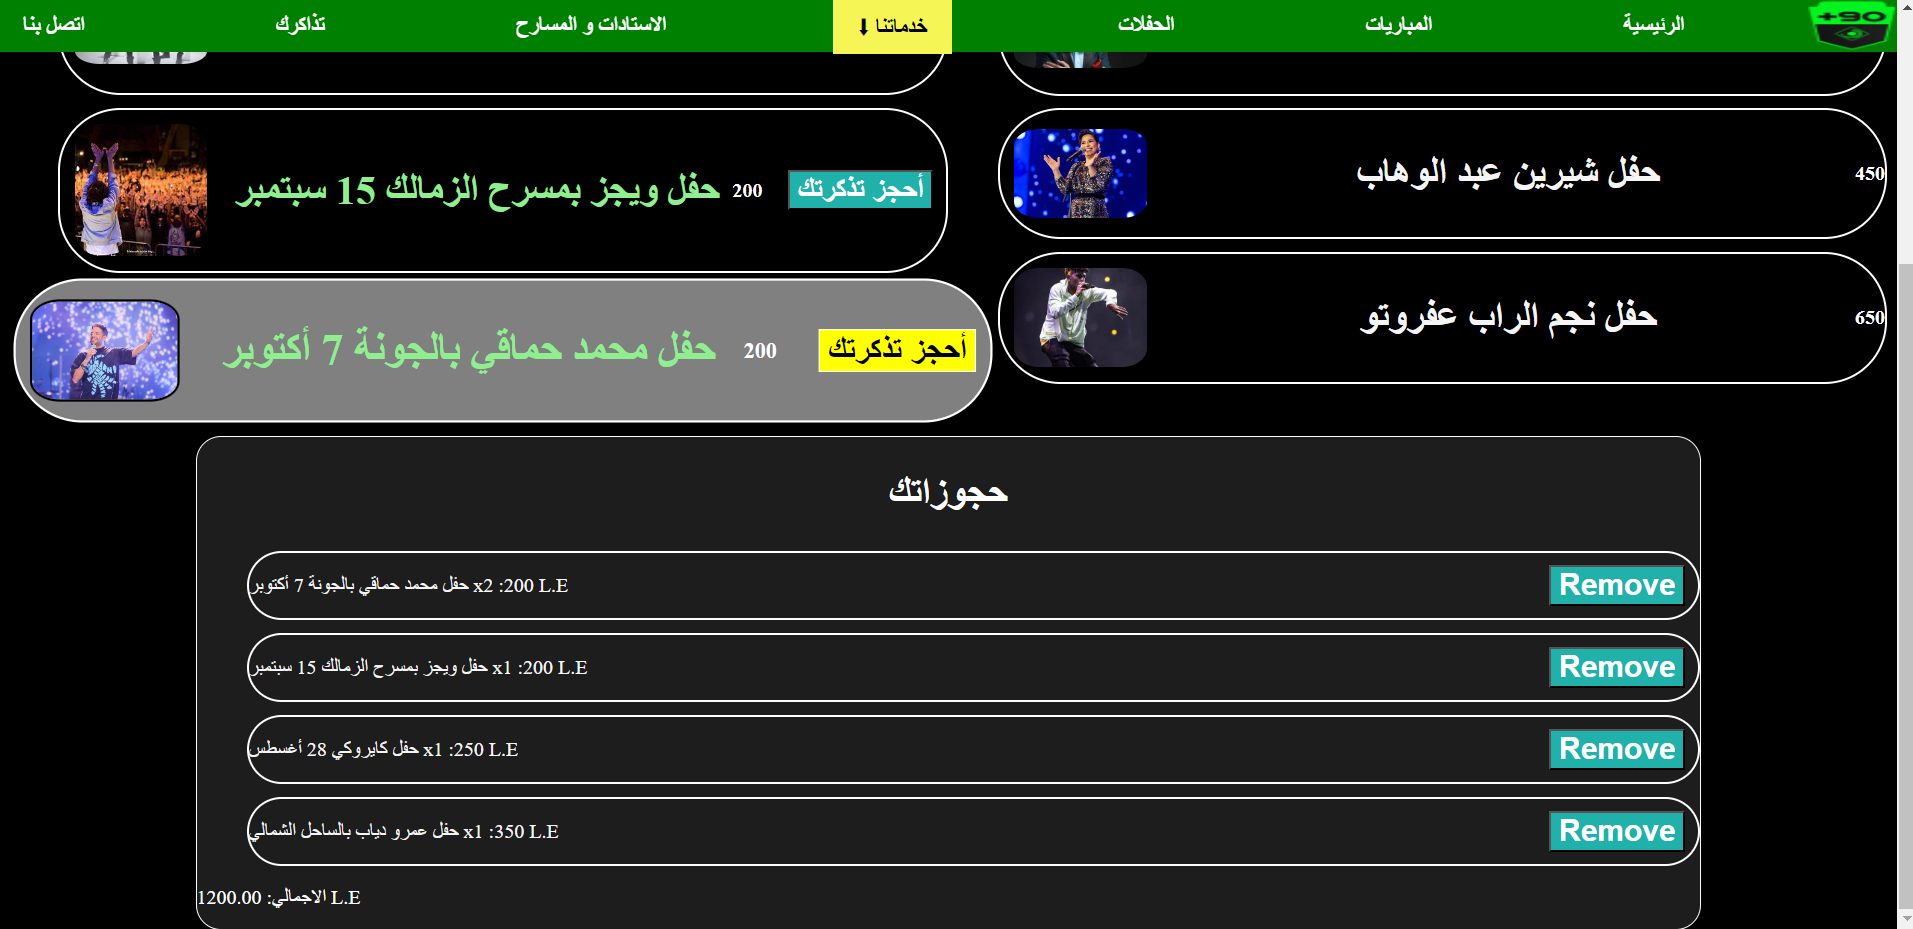 +90
الرئيسية
المباريات
الحفلات
خدماتنا ⬇
الاستادات و المسارح
تذاكرك
اتصل بنا
حفل شيرين عبد الوهاب
450
حفل نجم الراب عفروتو
650
حفل ويجز بمسرح الزمالك 15 سبتمبر
200
أحجز تذكرتك
حفل محمد حماقي بالجونة 7 أكتوبر
200
أحجز تذكرتك
حجوزاتك
حفل محمد حماقي بالجونة 7 أكتوبر x2 :200 L.E
Remove
حفل ويجز بمسرح الزمالك 15 سبتمبر x1 :200 L.E
Remove
حفل كايروكي 28 أغسطس x1 :250 L.E
Remove
حفل عمرو دياب بالساحل الشمالي x1 :350 L.E
Remove
الاجمالي: 1200.00 L.E